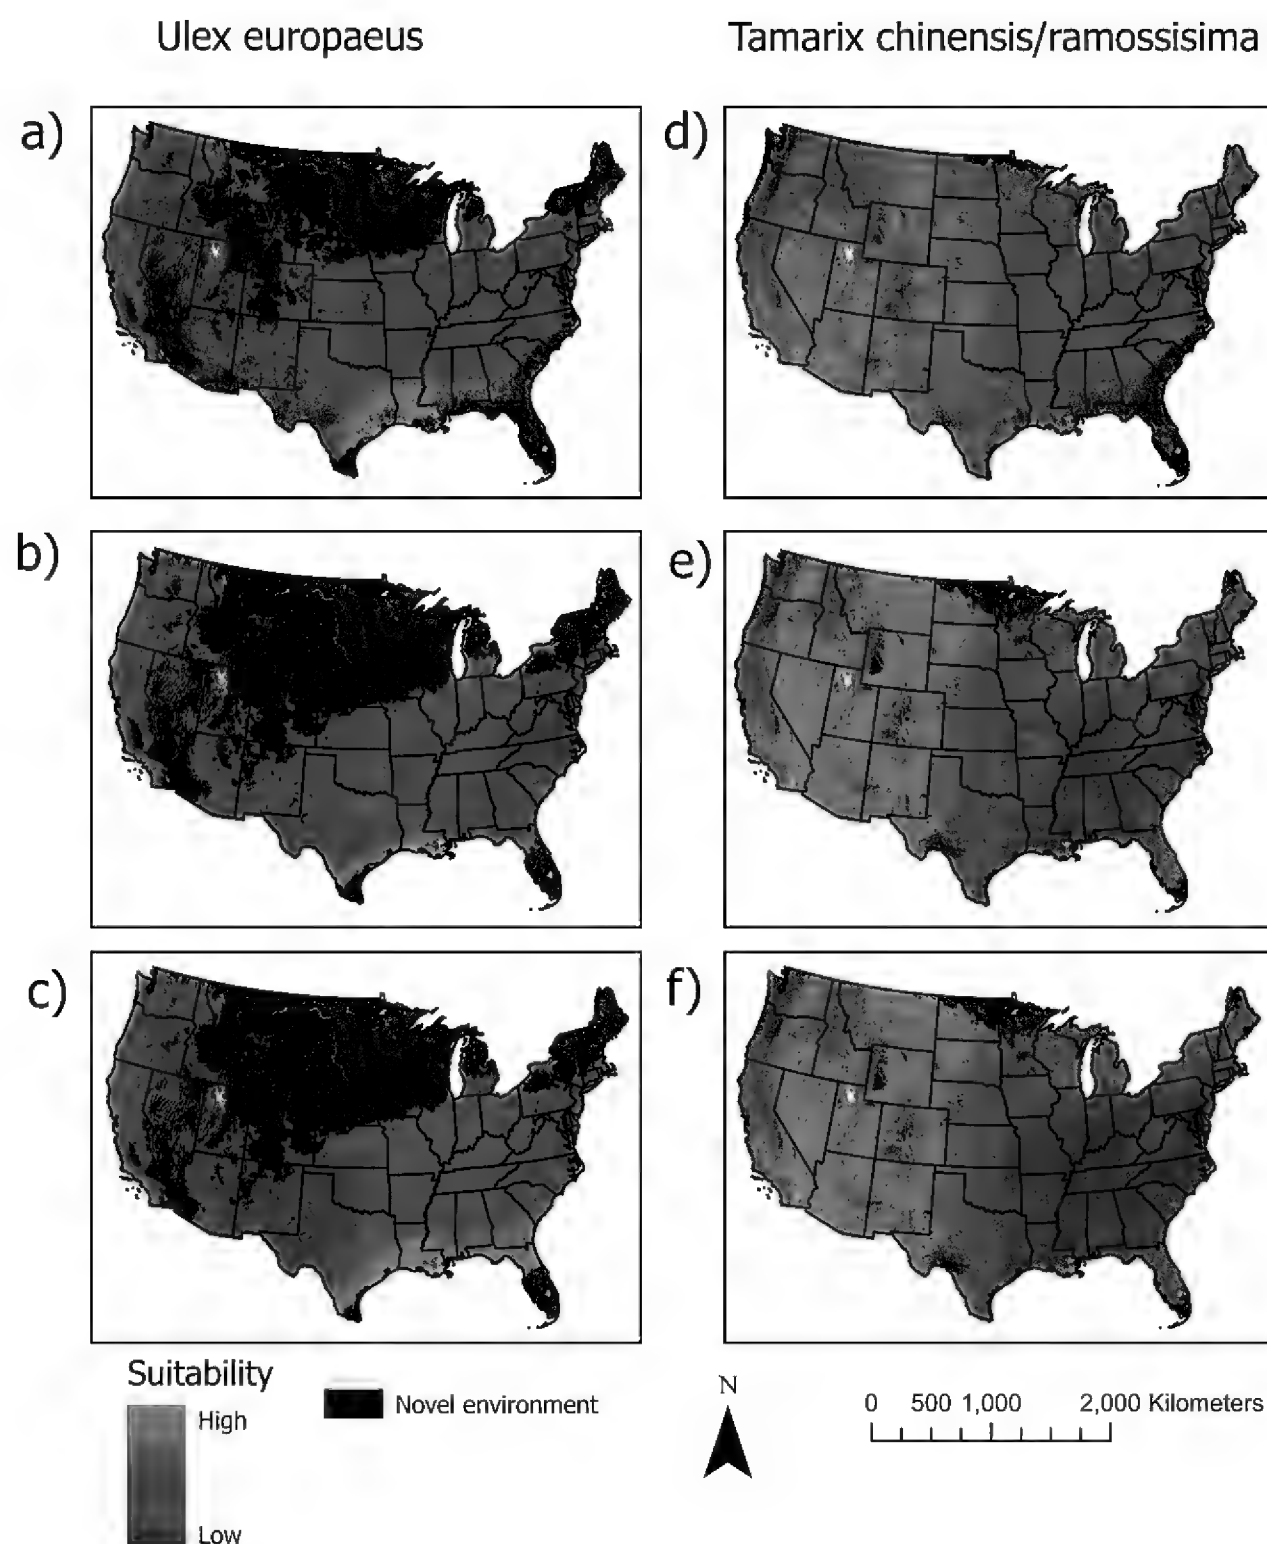 Ulex europaeus
Tamarix chinensis/ramossisima
a)
d)
b)
e)
c)
f)
Suitability
High
Low
Novel environment
N
0 500 1,000 2,000 Kilometers